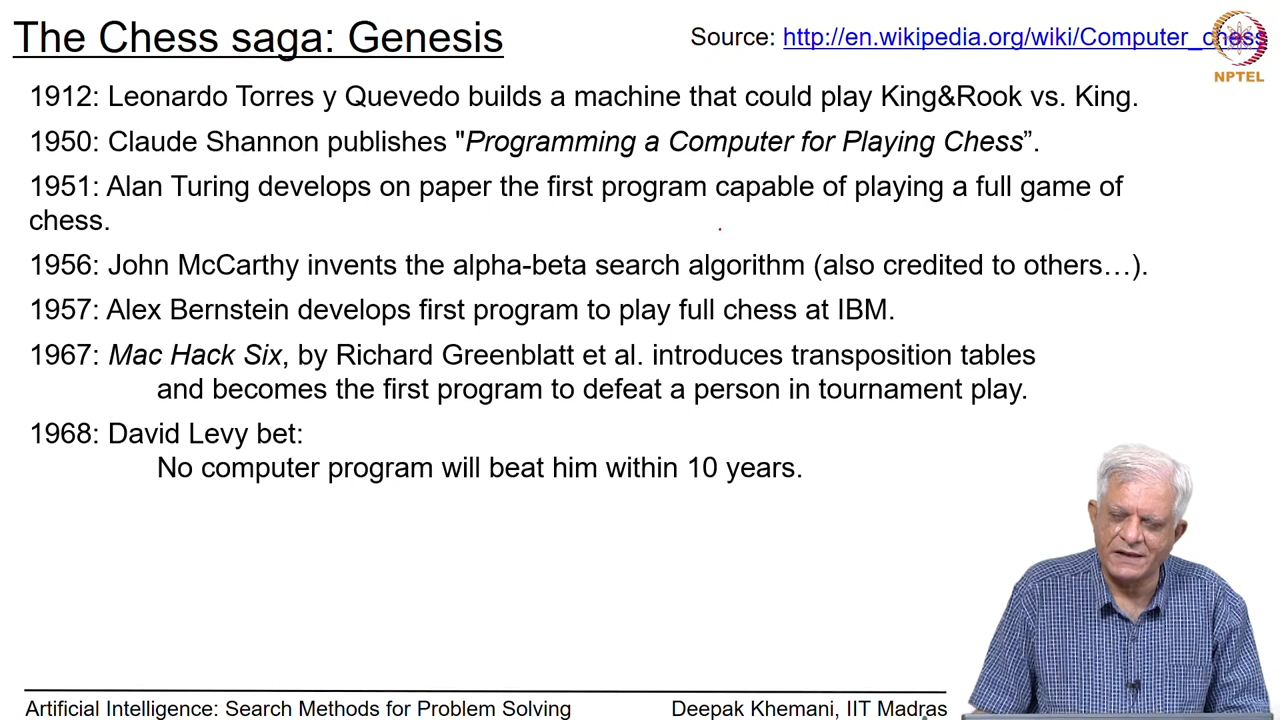 The Chess saga: Genesis
Source: http://en.wikipedia.org/wiki/Computer_chess
NPTEL
1912: Leonardo Torres y Quevedo builds a machine that could play King&Rook vs. King.
1950: Claude Shannon publishes "Programming a Computer for Playing Chess”.
1951: Alan Turing develops on paper the first program capable of playing a full game of
chess.
1956: John McCarthy invents the alpha-beta search algorithm (also credited to others…).
1957: Alex Bernstein develops first program to play full chess at IBM.
1967: Mac Hack Six, by Richard Greenblatt et al. introduces transposition tables
and becomes the first program to defeat a person in tournament play.
1968: David Levy bet:
No computer program will beat him within 10 years.
Artificial Intelligence: Search Methods for Problem Solving
Deepak Khemani, IIT Madras